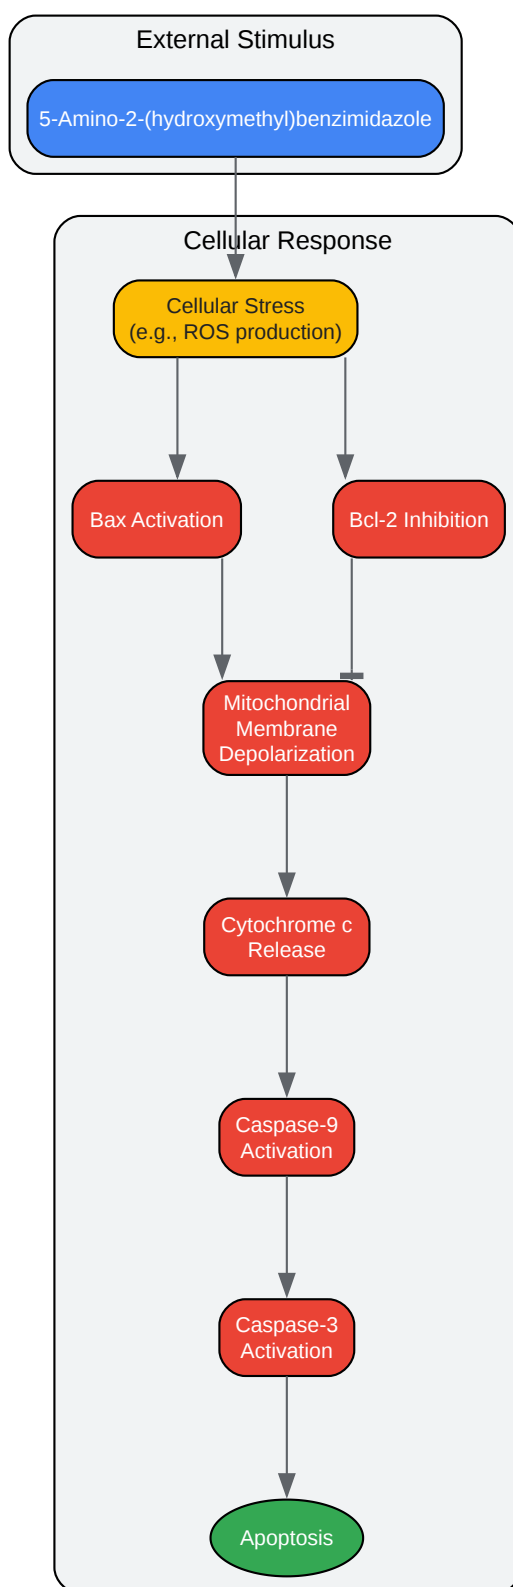 External Stimulus
5-Amino-2-(hydroxymethyl)benzimidazole
Cellular Response
Cellular Stress
(e.g., ROS production)
Bax Activation
Bcl-2 Inhibition
Mitochondrial
Membrane
Depolarization
Cytochrome c
Release
Caspase-9
Activation
Caspase-3
Activation
Apoptosis